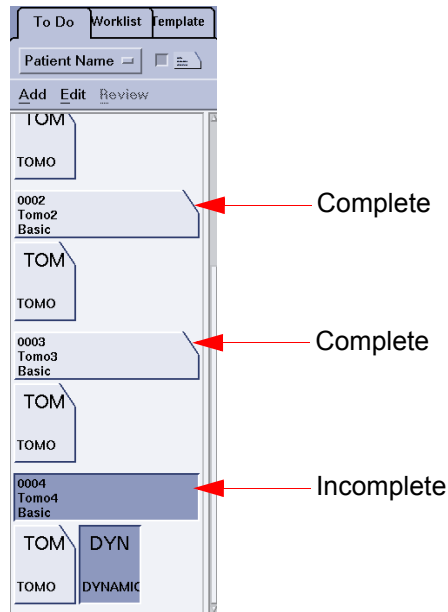 To Do Worklist Template
Patient Name
Add Edit Review
TOM
TOMO
0002
Tomo2
Basic
Complete
TOM
TOMO
0003
Tomo3
Basic
Complete
TOM
TOMO
0004
Tomo4
Basic
Incomplete
TOM DYN
TOMO DYNAMIC